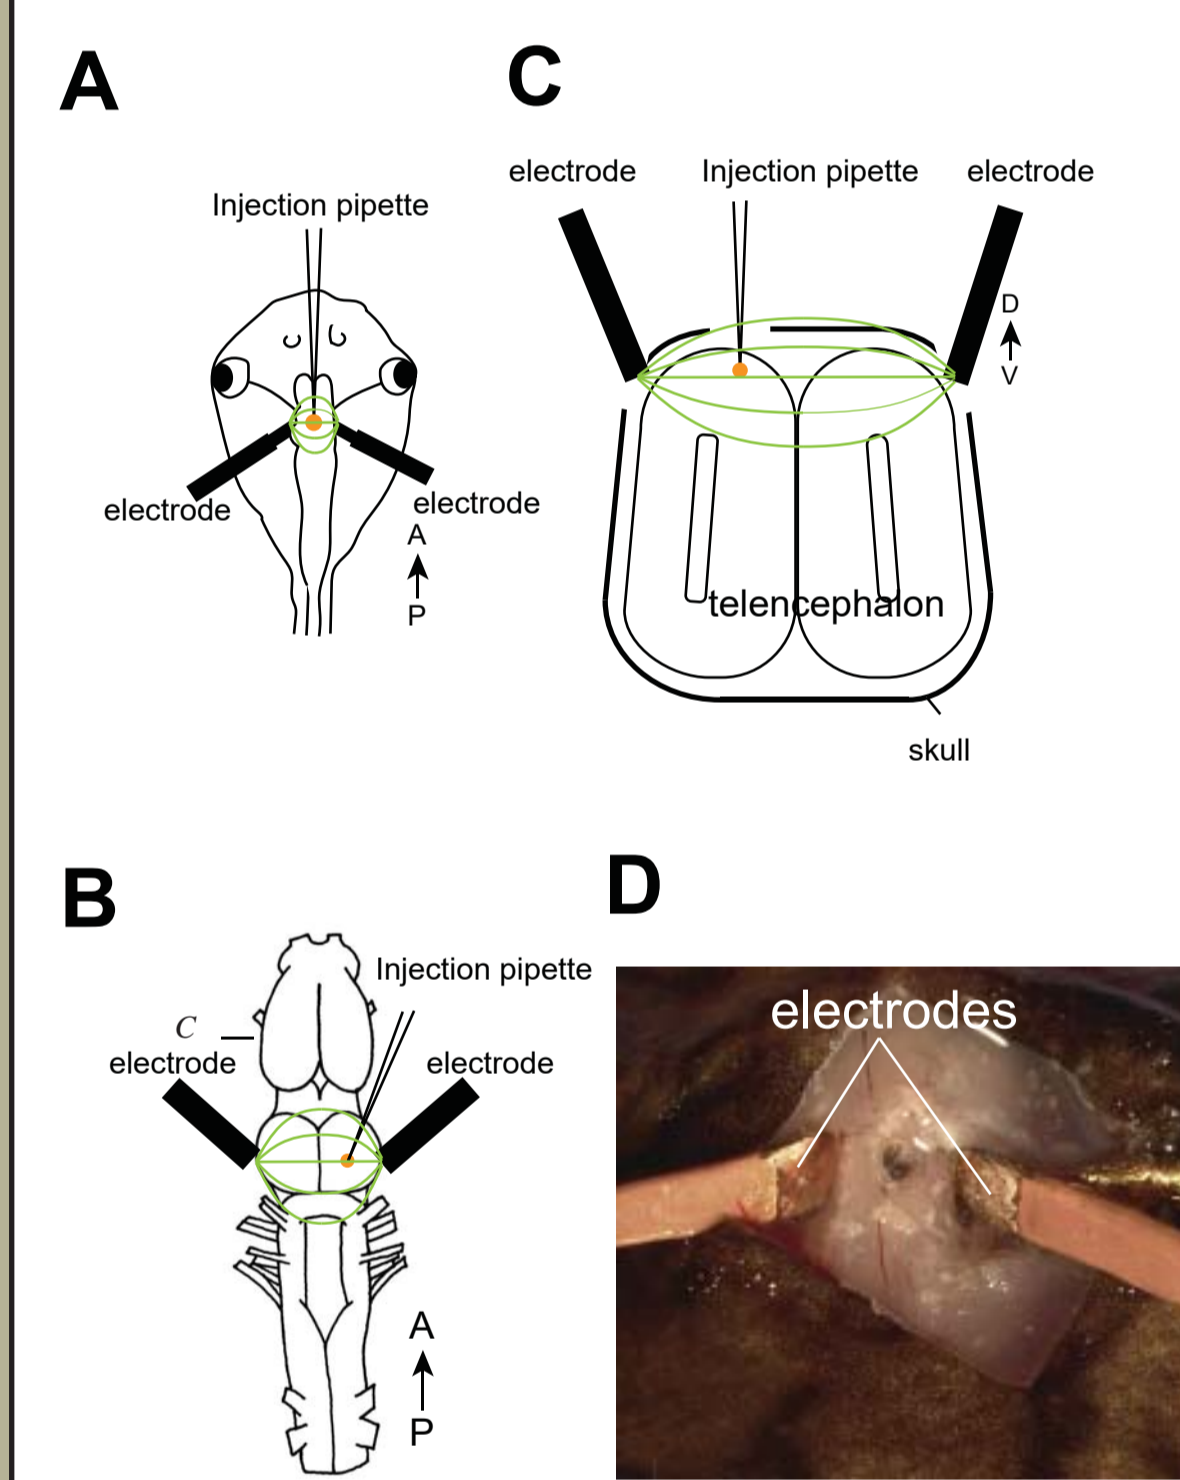 A
Injection pipette
electrode
electrode
A
P
C
electrode
Injection pipette
electrode
D
V
telencephalon
skull
B
Injection pipette
C
electrode
electrode
A
P
D
electrodes